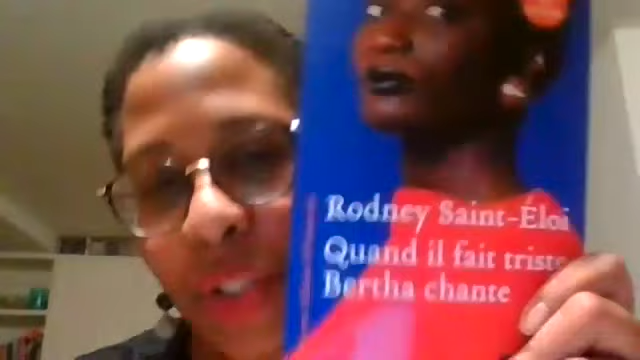 Rodney Saint-Éloi
Quand il fait triste
Bertha chante